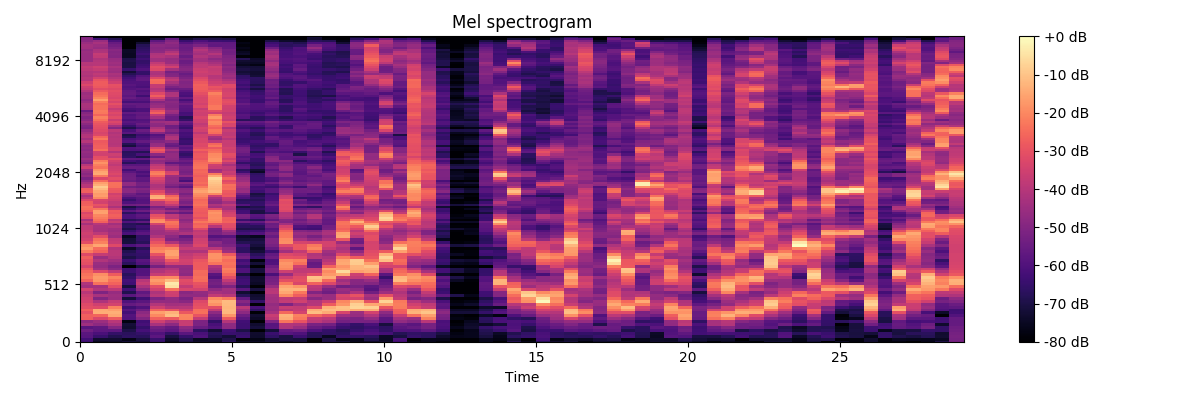 Mel spectrogram
8192
4096
2048
1024
512
0
Hz
0 5 10 15 20 25
Time
+0 dB
-10 dB
-20 dB
-30 dB
-40 dB
-50 dB
-60 dB
-70 dB
-80 dB